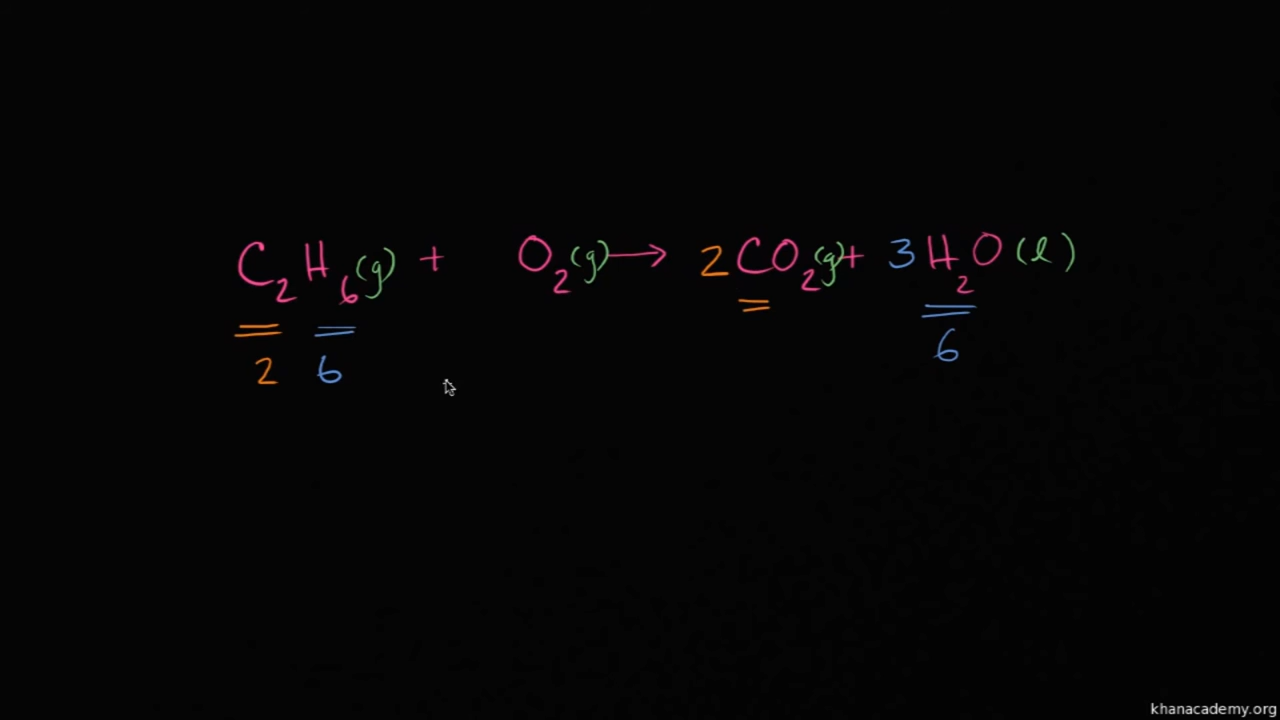 C₂H₆(g) + O₂(g) → 2CO₂(g) + 3H₂O(l)
2 6 6
khanacademy.org